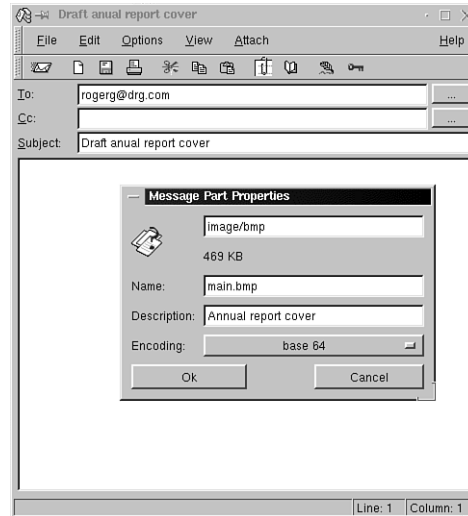 Draft anual report cover
File Edit Options View Attach Help
To: rogerg@drg.com ...
Cc: ...
Subject: Draft anual report cover
Message Part Properties
image/bmp
469 KB
Name: main.bmp
Description: Annual report cover
Encoding: base 64
Ok Cancel
Line: 1 Column: 1